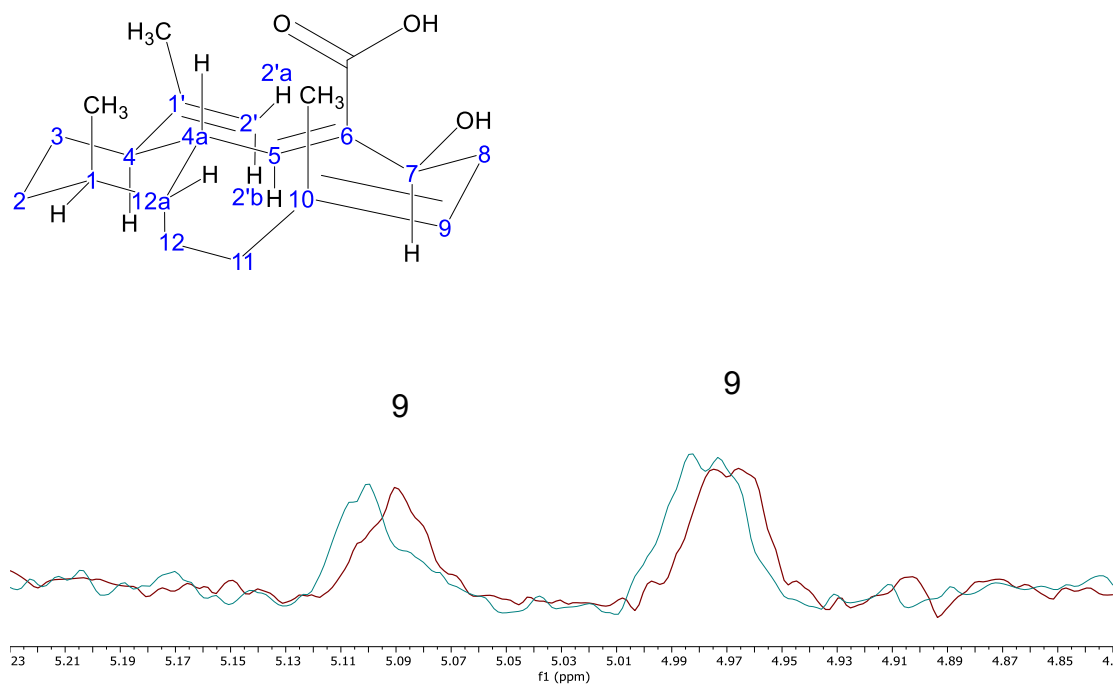 O OH
H₃C
H 2'a
H
CH₃ CH₃
1' 2'
OH
3 4a 6
4 5 8
1 H H 7
2 H 12a 2'b H 10
H 9
12 H
11
9 9
23 5.21 5.19 5.17 5.15 5.13 5.11 5.09 5.07 5.05 5.03 5.01 4.99 4.97 4.95 4.93 4.91 4.89 4.87 4.85 4.
f1 (ppm)